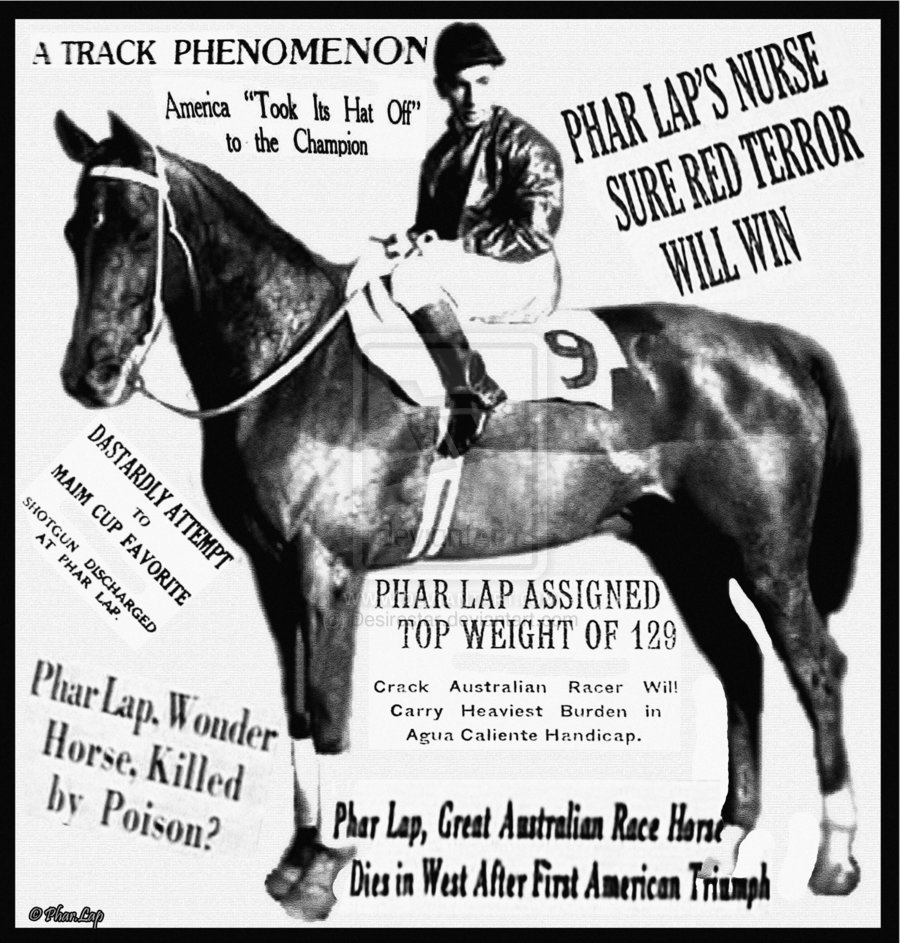 A TRACK PHENOMENON
America "Took Its Hat Off"
to the Champion
PHAR LAP'S NURSE
SURE RED TERROR
WILL WIN
9
DASTARDLY ATTEMPT
TO
MAIM CUP FAVORITE
SHOTGUN DISCHARGED
AT PHAR LAP.
PHAR LAP ASSIGNED
TOP WEIGHT OF 129
Crack Australian Racer Will
Carry Heaviest Burden in
Agua Caliente Handicap.
Phar Lap, Wonder
Horse, Killed
by Poison?
Phar Lap, Great Australian Race Horse
Dies in West After First American Triumph
© Phar.Lap
deviantart